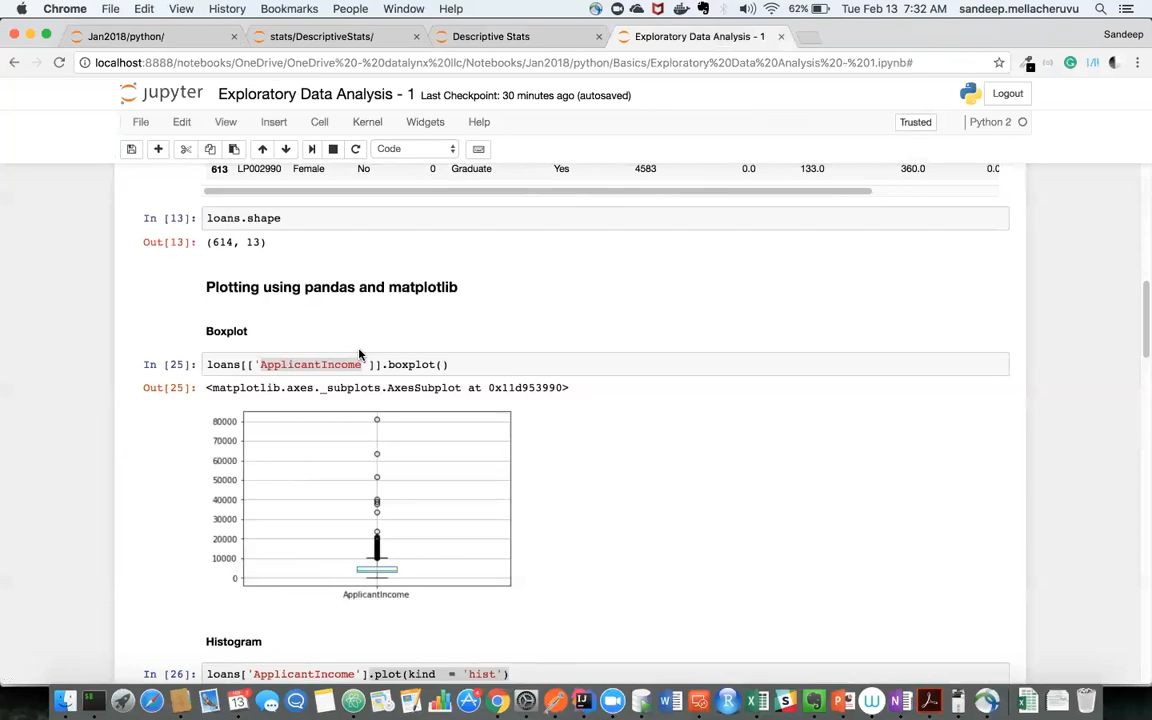 Chrome File Edit View History Bookmarks People Window Help 62% Tue Feb 13 7:32 AM sandeep.mellacheruvu
Jan2018/python/ stats/DescriptiveStats/ Descriptive Stats Exploratory Data Analysis - 1 Sandeep
localhost:8888/notebooks/OneDrive/OneDrive%20-%20datalynx%20llc/Notebooks/Jan2018/python/Basics/Exploratory%20Data%20Analysis%20-%201.ipynb#
jupyter Exploratory Data Analysis - 1 Last Checkpoint: 30 minutes ago (autosaved) Logout
File Edit View Insert Cell Kernel Widgets Help Trusted Python 2
Code
613 LP002990 Female No 0 Graduate Yes 4583 0.0 133.0 360.0 0.0
In [13]: loans.shape
Out[13]: (614, 13)
Plotting using pandas and matplotlib
Boxplot
In [25]: loans[['ApplicantIncome']].boxplot()
Out[25]: <matplotlib.axes._subplots.AxesSubplot at 0x11d953990>
80000
70000
60000
50000
40000
30000
20000
10000
0
ApplicantIncome
Histogram
In [26]: loans['ApplicantIncome'].plot(kind = 'hist')